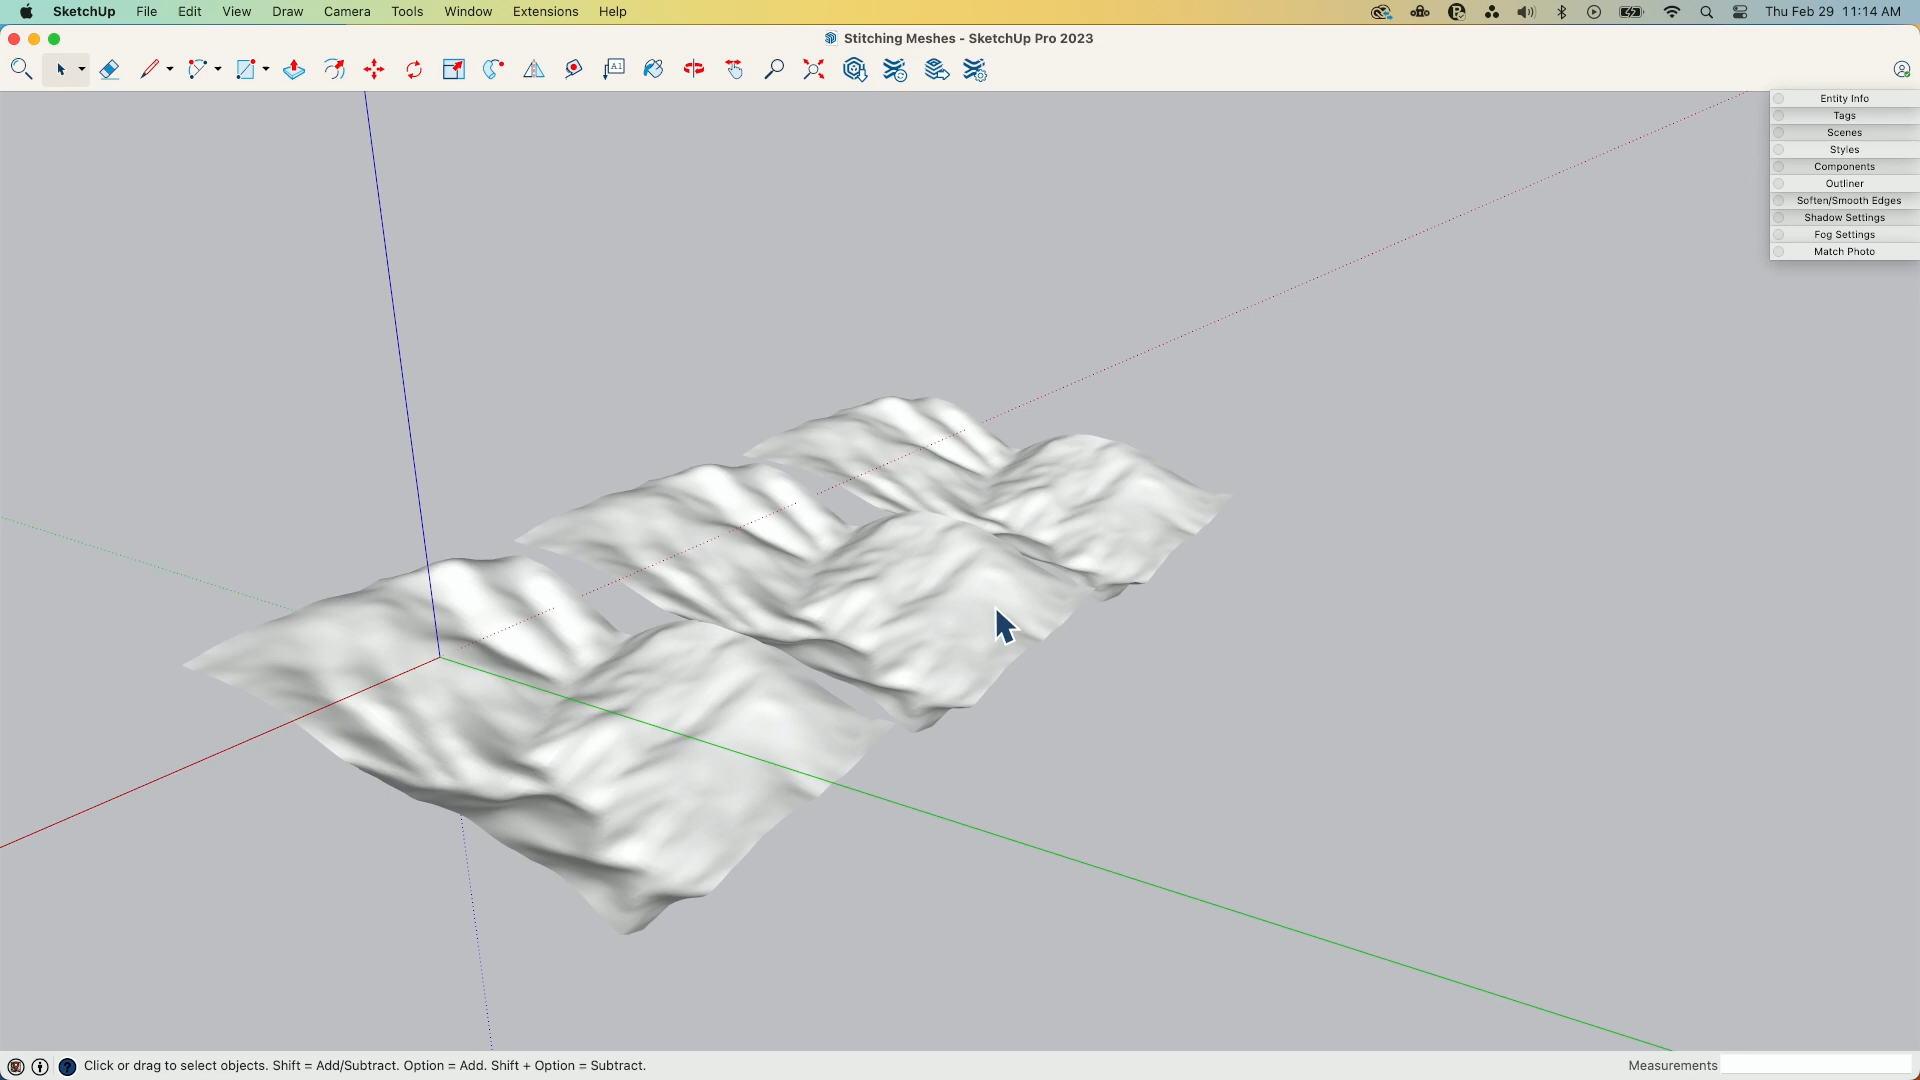 SketchUp File Edit View Draw Camera Tools Window Extensions Help Thu Feb 29 11:14 AM
Stitching Meshes - SketchUp Pro 2023
A1
Entity Info
Tags
Scenes
Styles
Components
Outliner
Soften/Smooth Edges
Shadow Settings
Fog Settings
Match Photo
Click or drag to select objects. Shift = Add/Subtract. Option = Add. Shift + Option = Subtract. Measurements